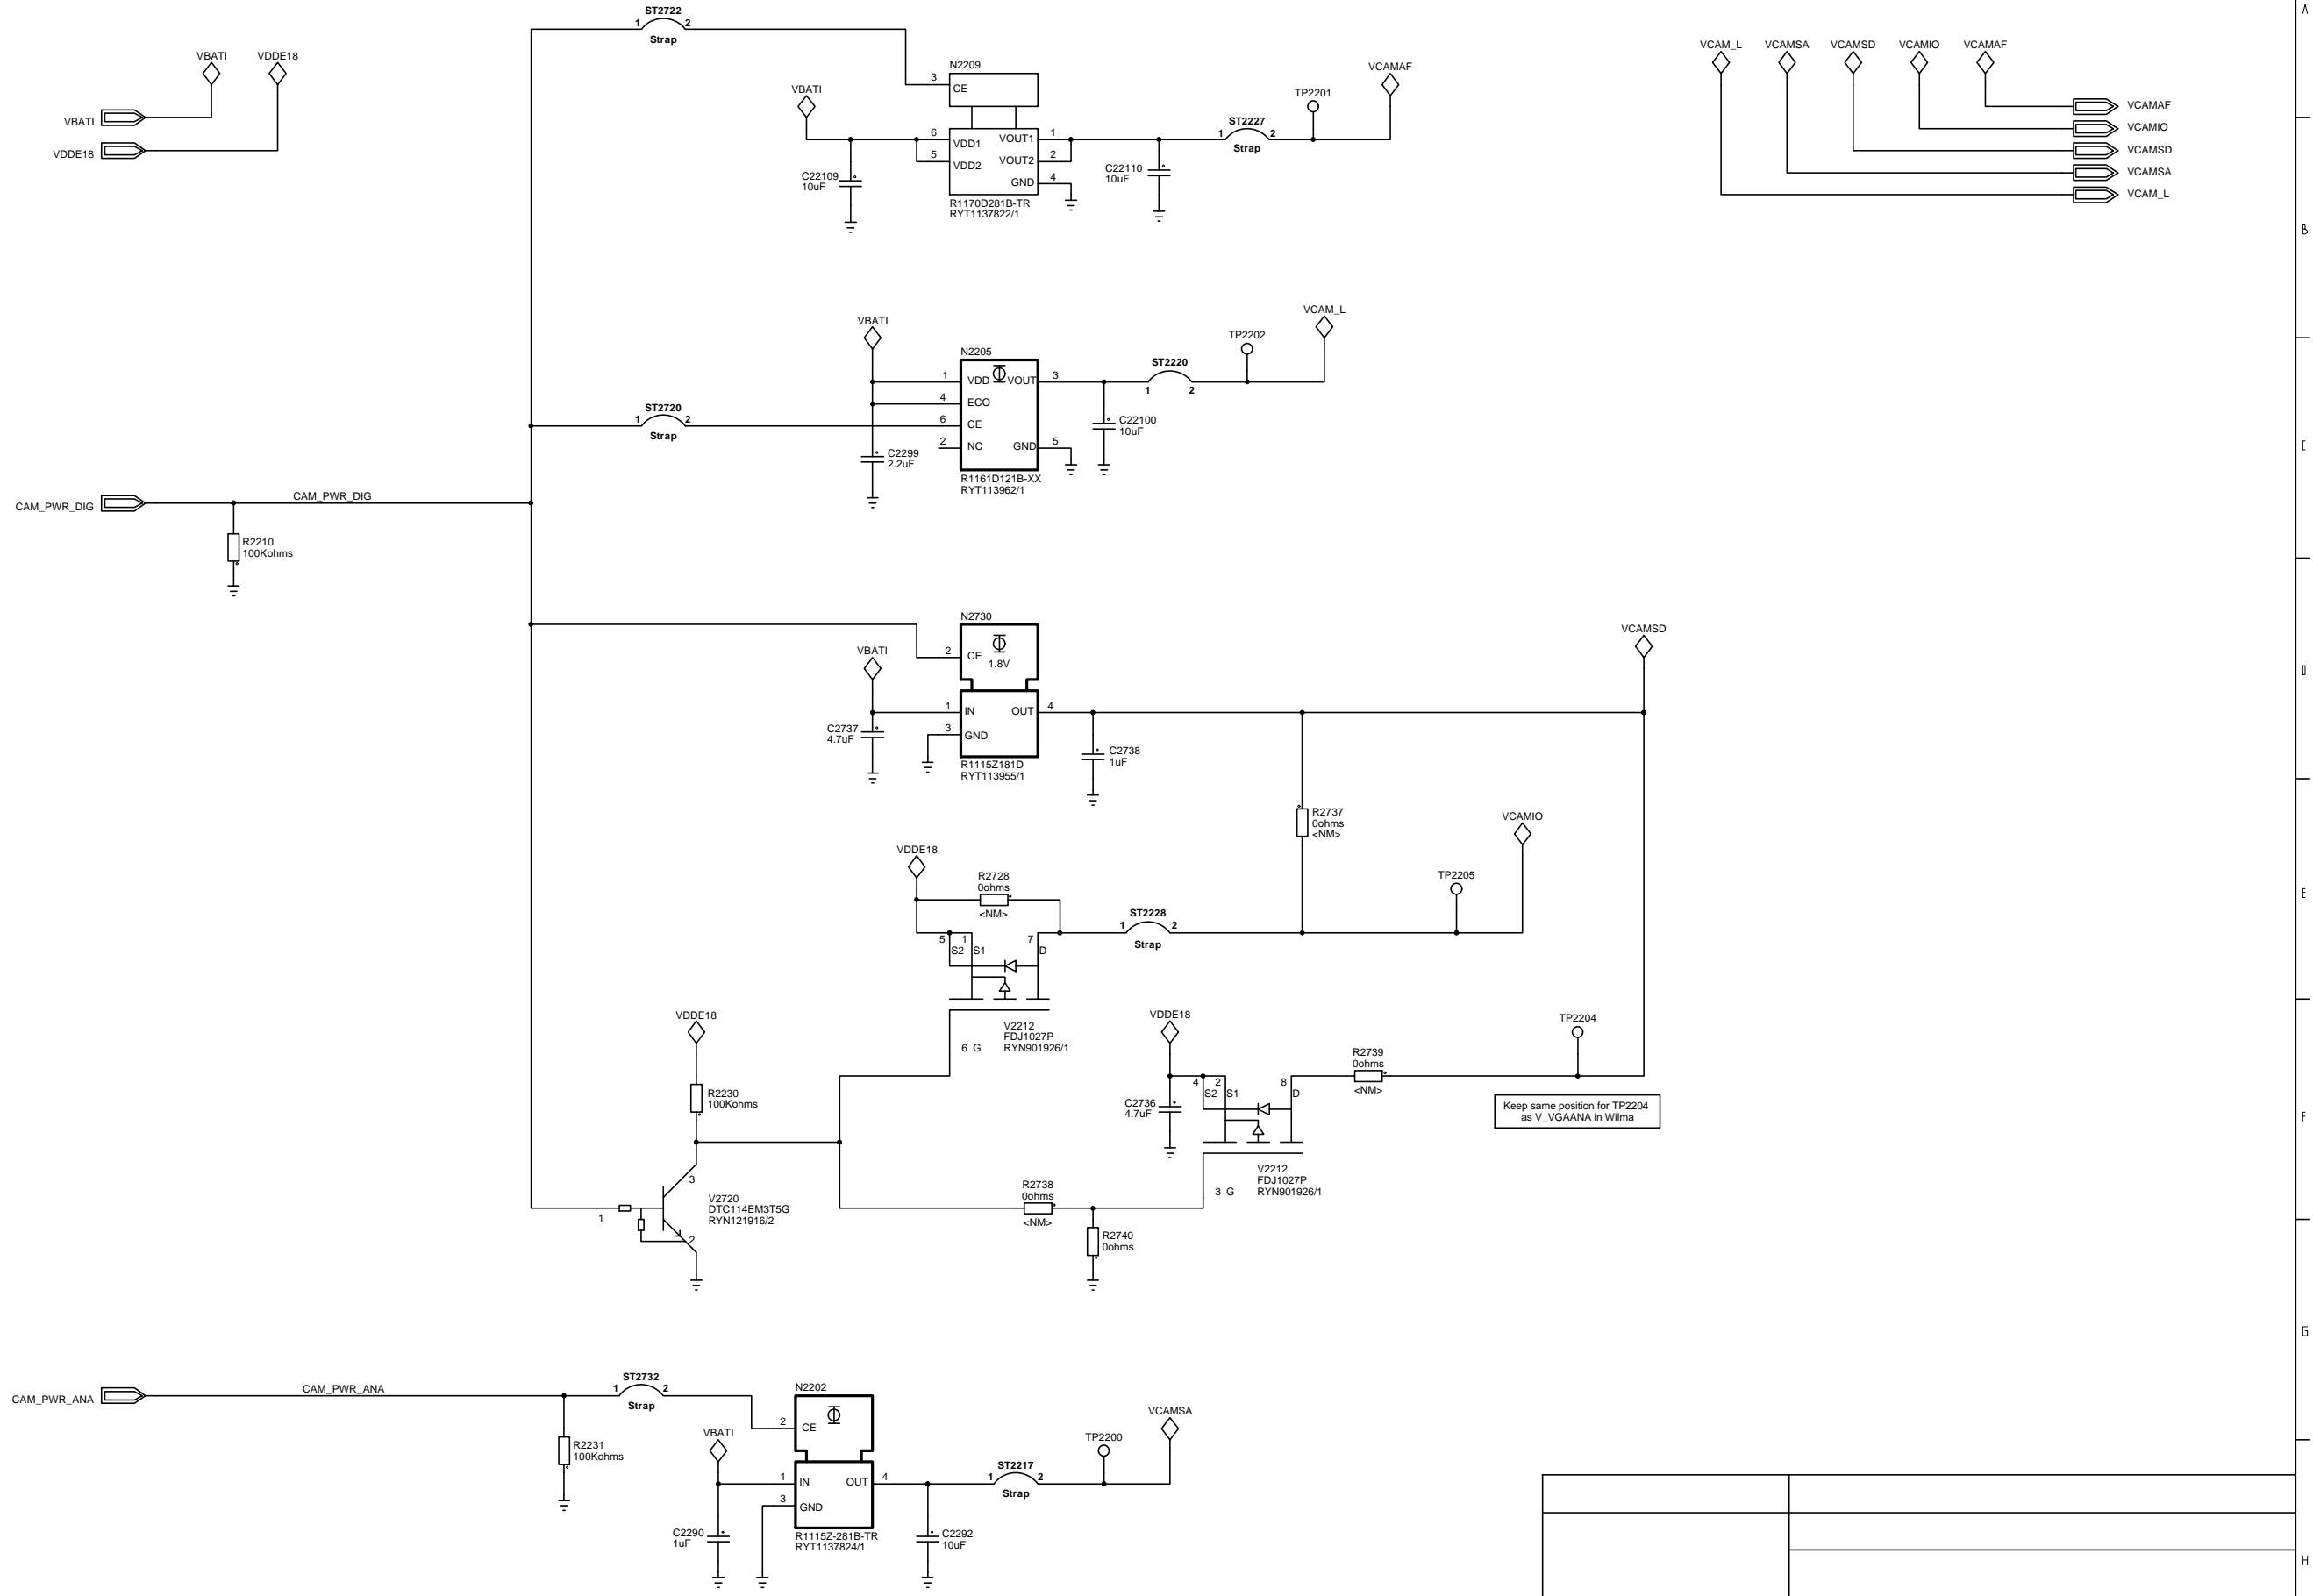 A
B
C
D
E
F
G
H
VBATI
VDDE18
VBATI
VDDE18
ST2722
1 2
Strap
N2209
3
CE
VBATI
6
VDD1
5
VDD2
VOUT1
1
VOUT2
2
GND
4
R1170D281B-TR
RYT1137822/1
C22109
10uF
C22110
10uF
ST2227
1 2
Strap
TP2201
VCAMAF
VCAM_L
VCAMSA
VCAMSD
VCAMIO
VCAMAF
VCAMAF
VCAMIO
VCAMSD
VCAMSA
VCAM_L
VBATI
N2205
1
VDD
VOUT
3
4
ECO
6
CE
2
NC
GND
5
R1161D121B-XX
RYT113962/1
ST2720
1 2
Strap
C2299
2.2uF
C22100
10uF
ST2220
1 2
TP2202
VCAM_L
CAM_PWR_DIG
CAM_PWR_DIG
R2210
100Kohms
N2730
2
CE
1.8V
VBATI
1
IN
OUT
4
3
GND
R1115Z181D
RYT113955/1
C2737
4.7uF
C2738
1uF
VCAMSD
R2737
0ohms
<NM>
VCAMIO
VDDE18
R2728
0ohms
<NM>
5
S2
1
S1
7
D
ST2228
1 2
Strap
TP2205
V2212
FDJ1027P
RYN901926/1
6 G
VDDE18
R2230
100Kohms
3
V2720
DTC114EM3T5G
RYN121916/2
1
2
VDDE18
C2736
4.7uF
4
S2
2
S1
8
D
R2739
0ohms
<NM>
TP2204
Keep same position for TP2204
as V_VGAANA in Wilma
V2212
FDJ1027P
RYN901926/1
3 G
R2738
0ohms
<NM>
R2740
0ohms
CAM_PWR_ANA
CAM_PWR_ANA
R2231
100Kohms
ST2732
1 2
Strap
N2202
2
CE
VBATI
1
IN
OUT
4
3
GND
R1115Z-281B-TR
RYT1137824/1
C2290
1uF
C2292
10uF
ST2217
1 2
Strap
TP2200
VCAMSA